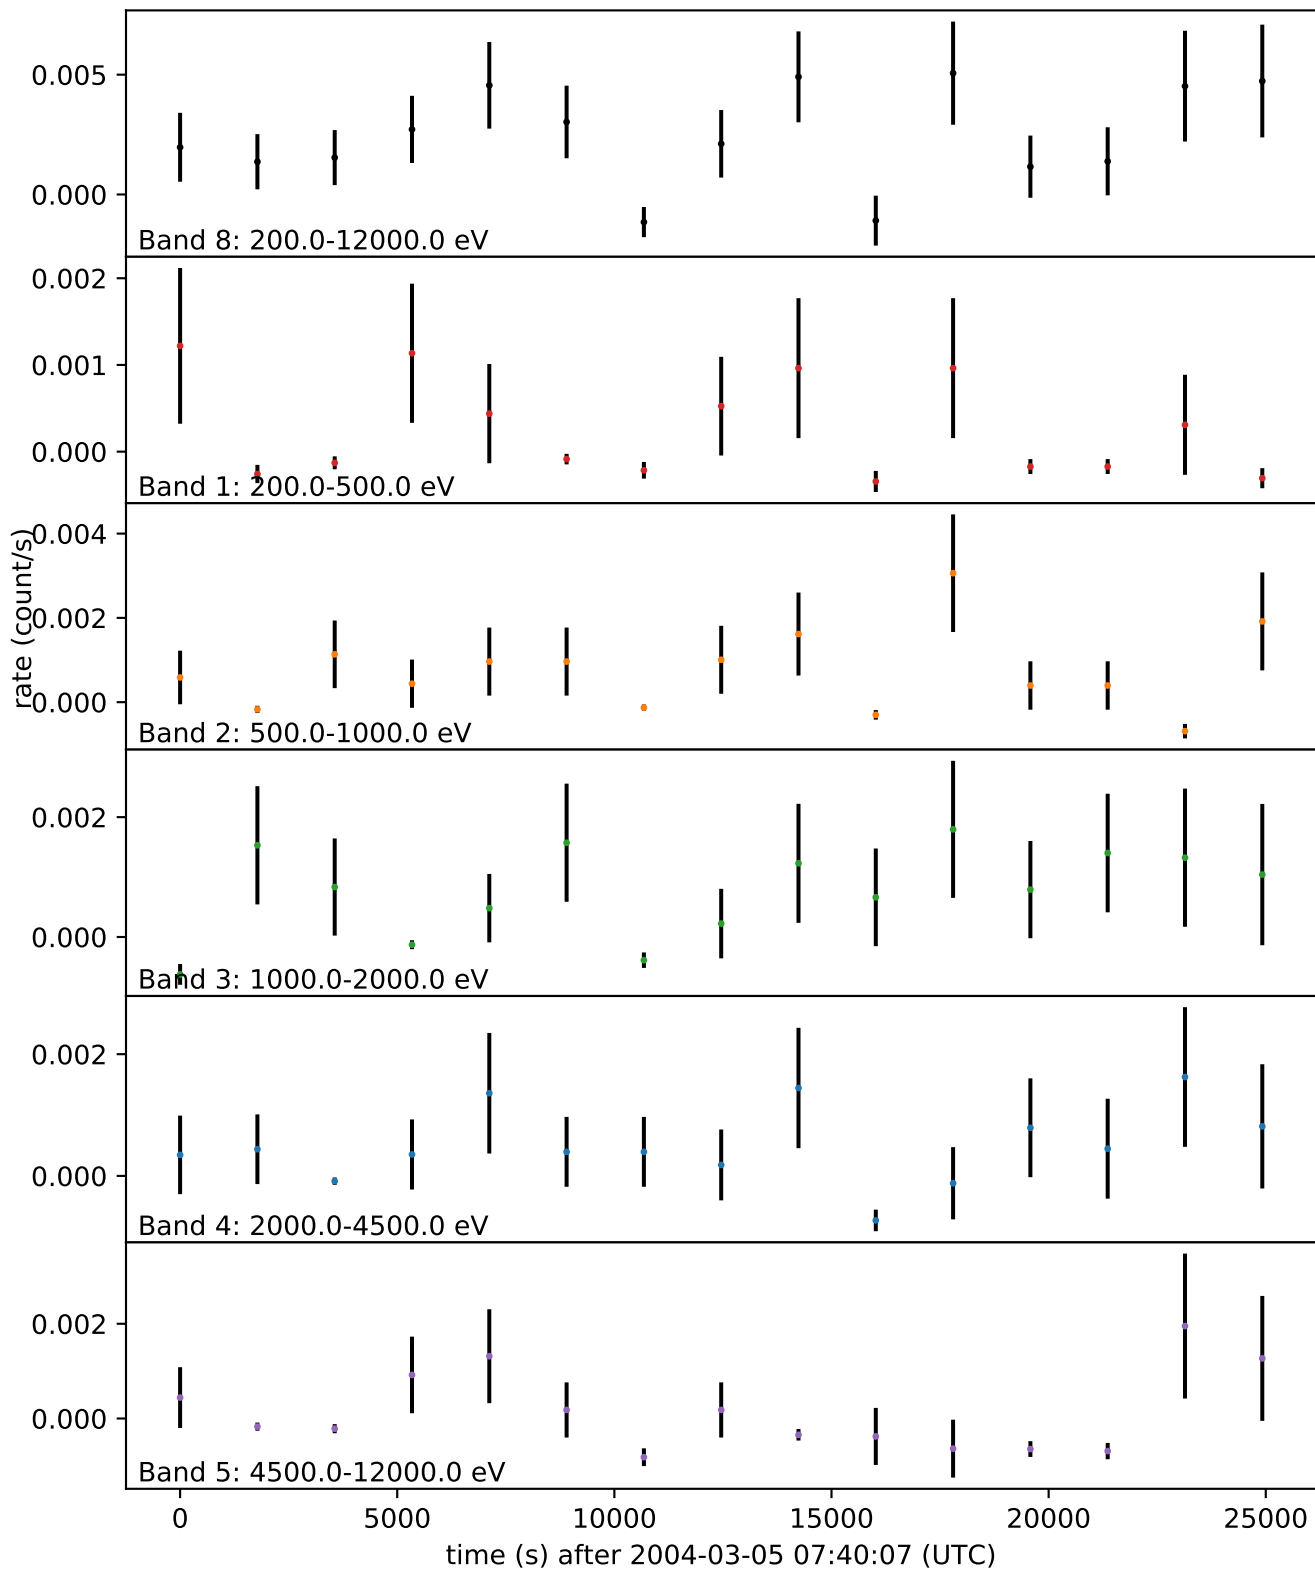 0.005
0.000
Band 8: 200.0-12000.0 eV
0.002
0.001
0.000
Band 1: 200.0-500.0 eV
rate (count/s)
0.004
0.002
0.000
Band 2: 500.0-1000.0 eV
0.002
0.000
Band 3: 1000.0-2000.0 eV
0.002
0.000
Band 4: 2000.0-4500.0 eV
0.002
0.000
Band 5: 4500.0-12000.0 eV
0 5000 10000 15000 20000 25000
time (s) after 2004-03-05 07:40:07 (UTC)